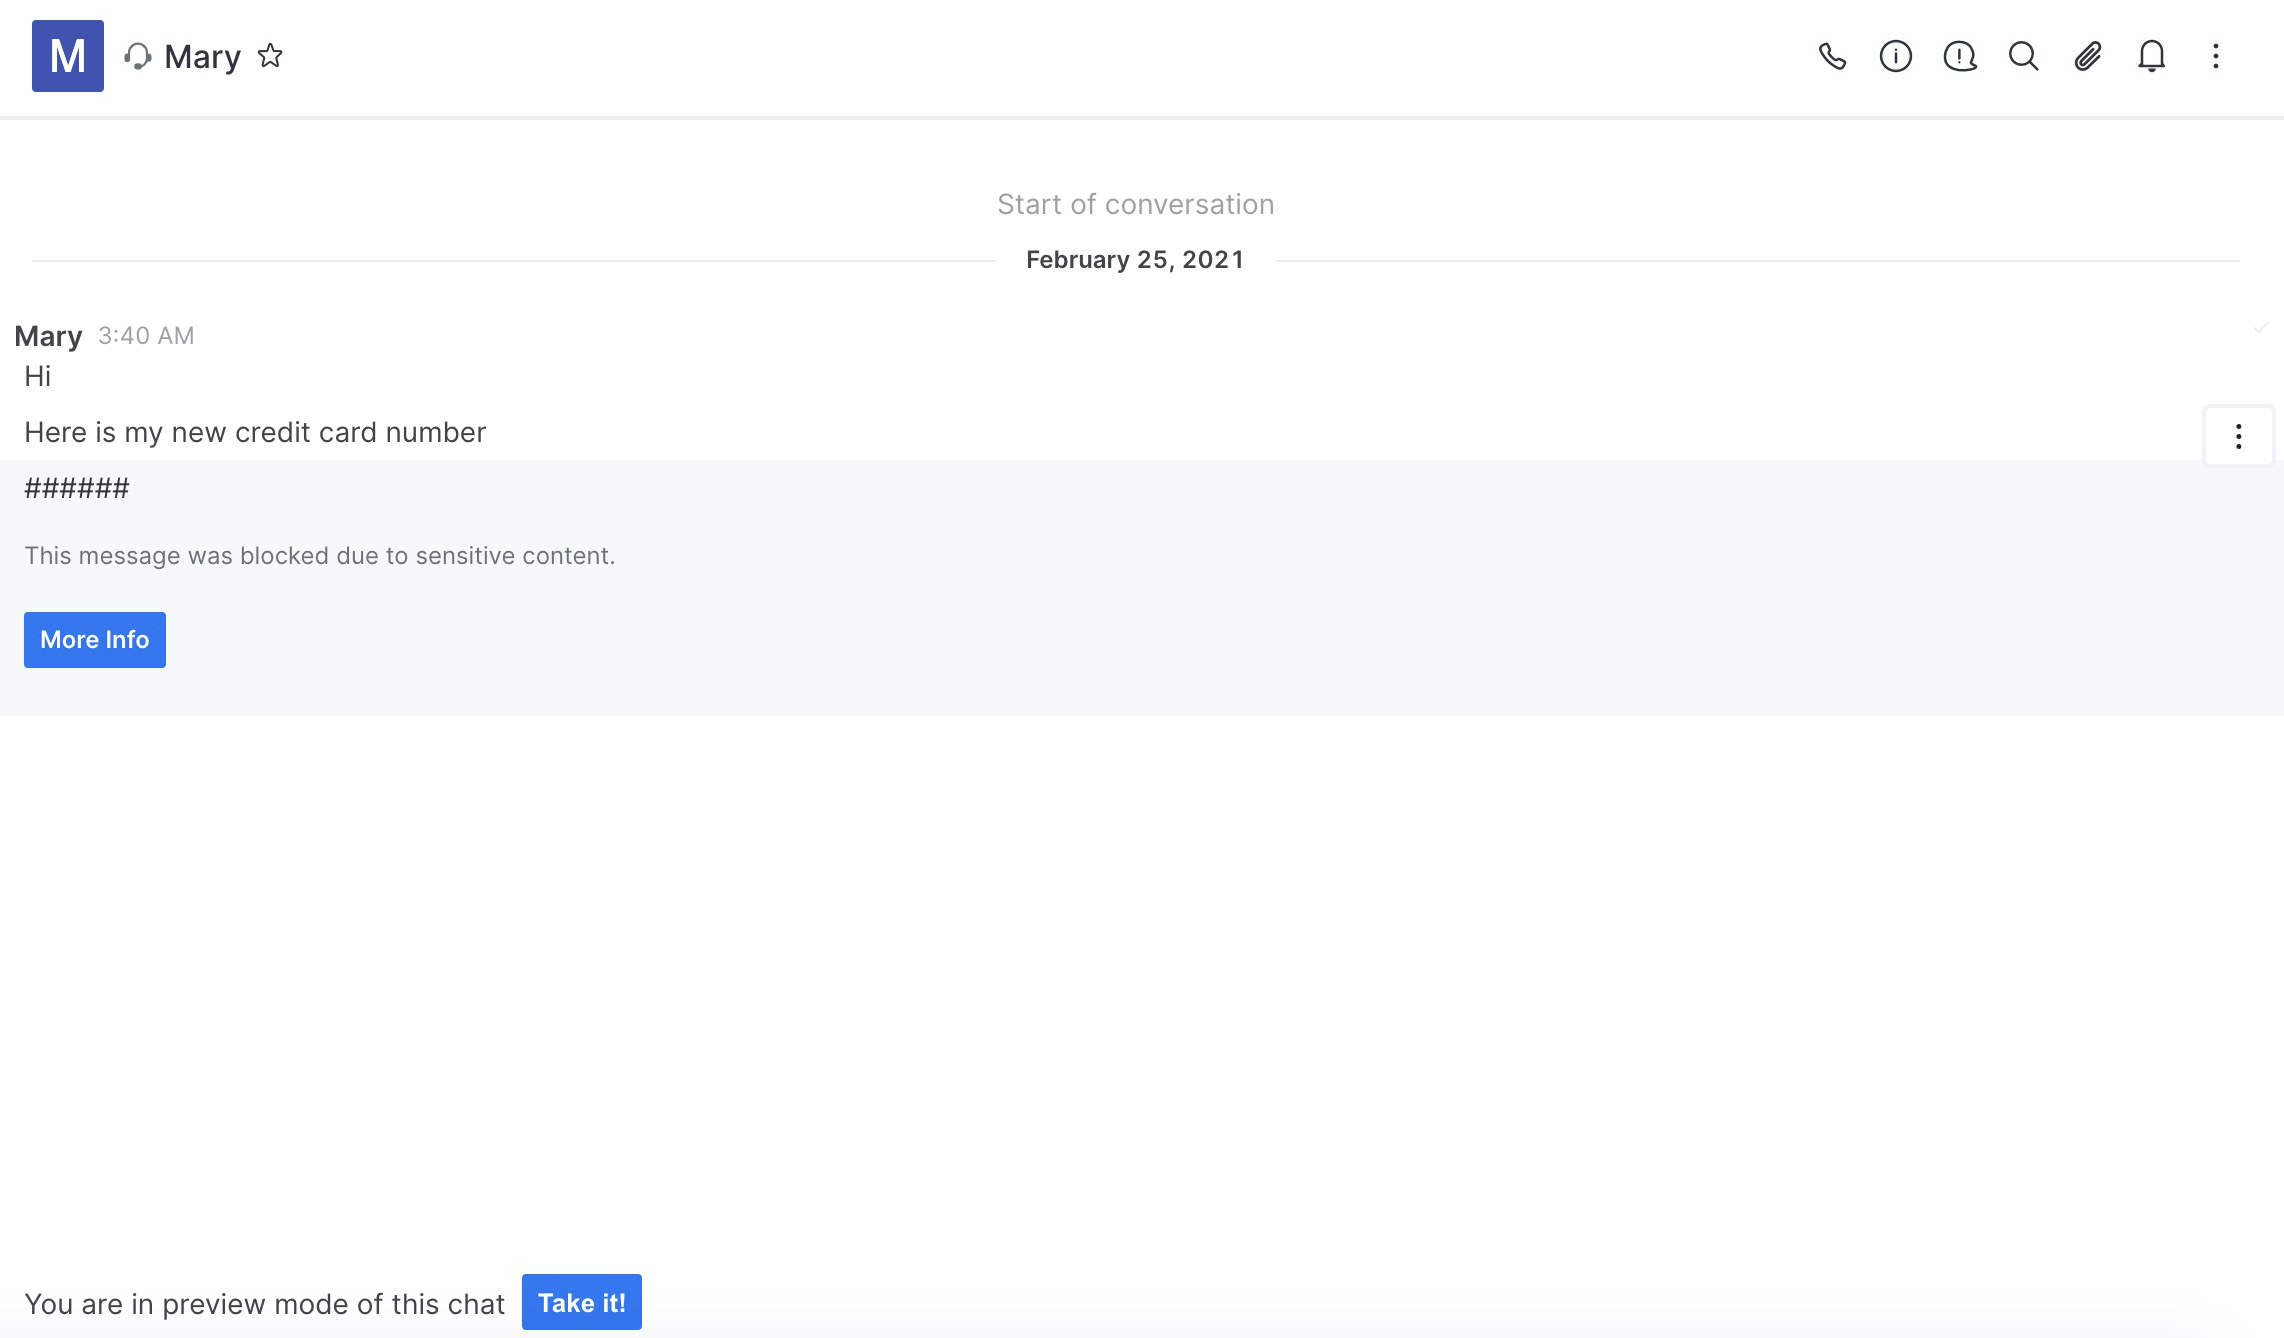 M
Mary
Start of conversation
February 25, 2021
Mary 3:40 AM
Hi
Here is my new credit card number
######
This message was blocked due to sensitive content.
More Info
You are in preview mode of this chat Take it!